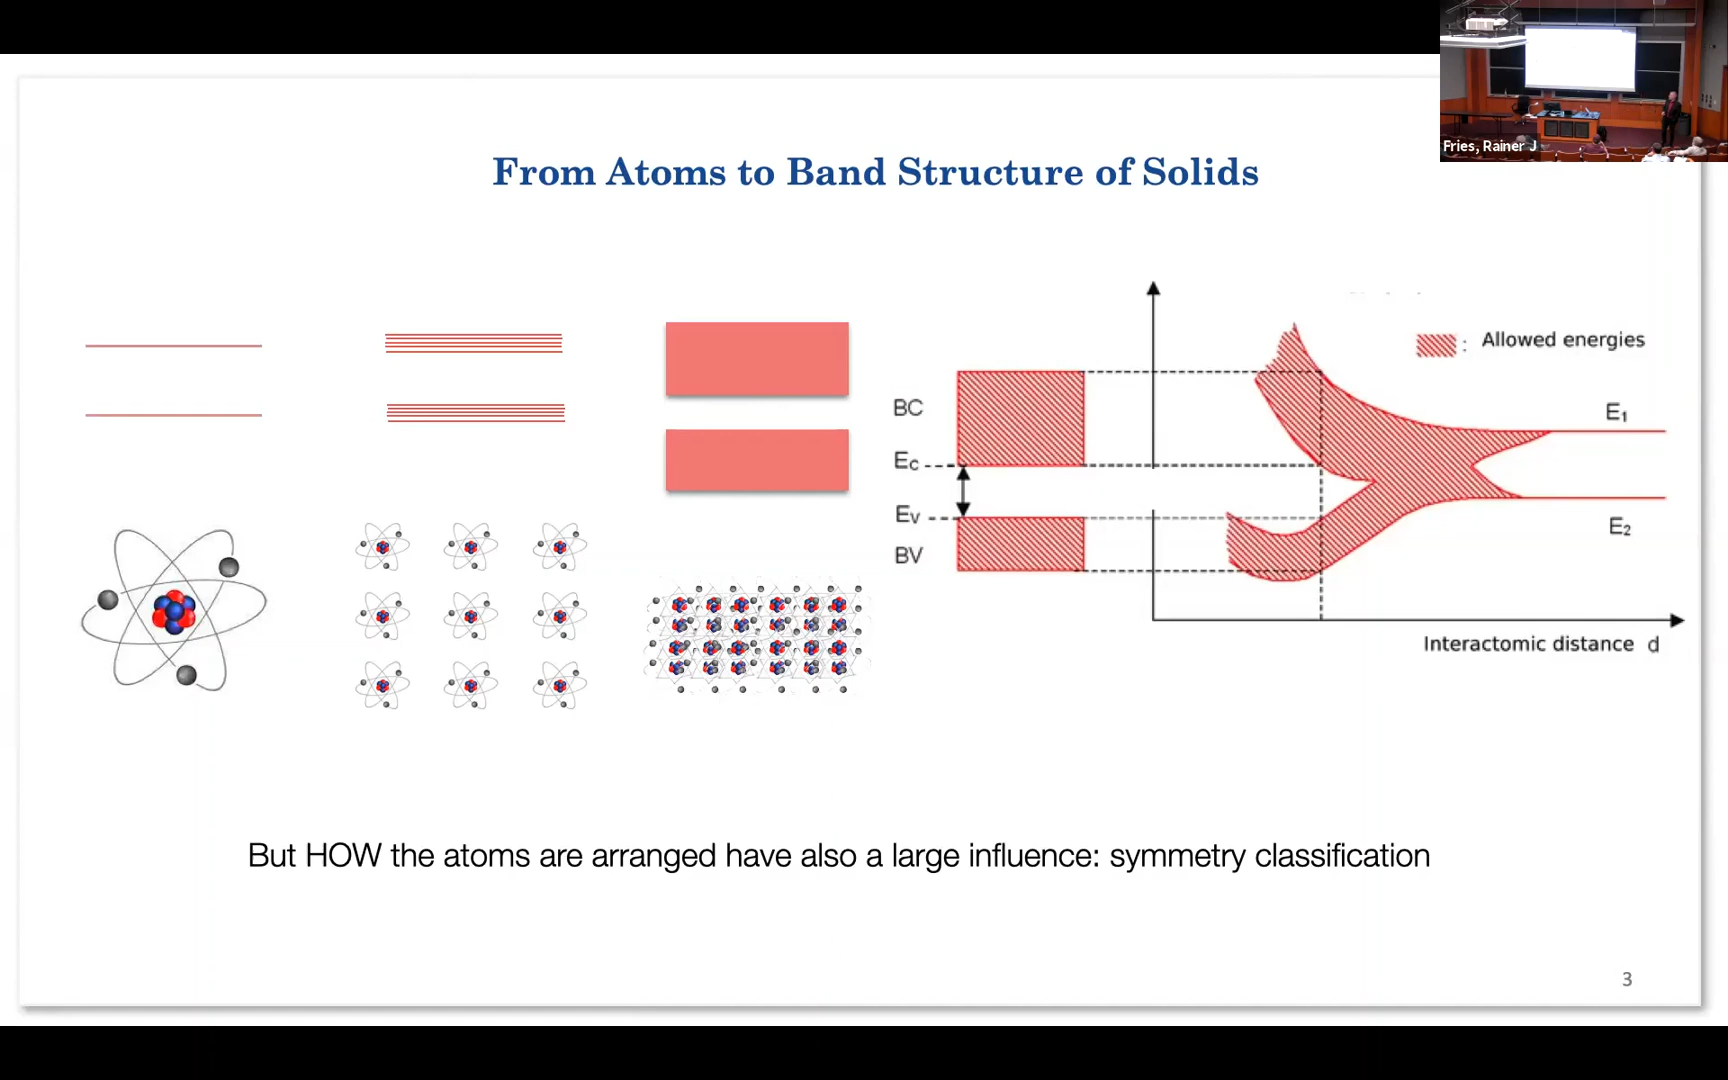 Fries, Rainer J
From Atoms to Band Structure of Solids
: Allowed energies
BC
E₁
Ec
Ev
E₂
BV
Interactomic distance d
But HOW the atoms are arranged have also a large influence: symmetry classification
3